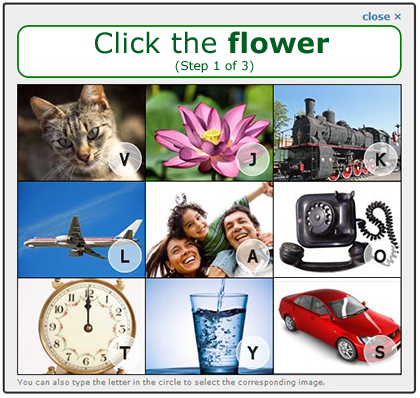 close ×
Click the flower
(Step 1 of 3)
V
J
K
L
A
O
T
Y
S
You can also type the letter in the circle to select the corresponding image.